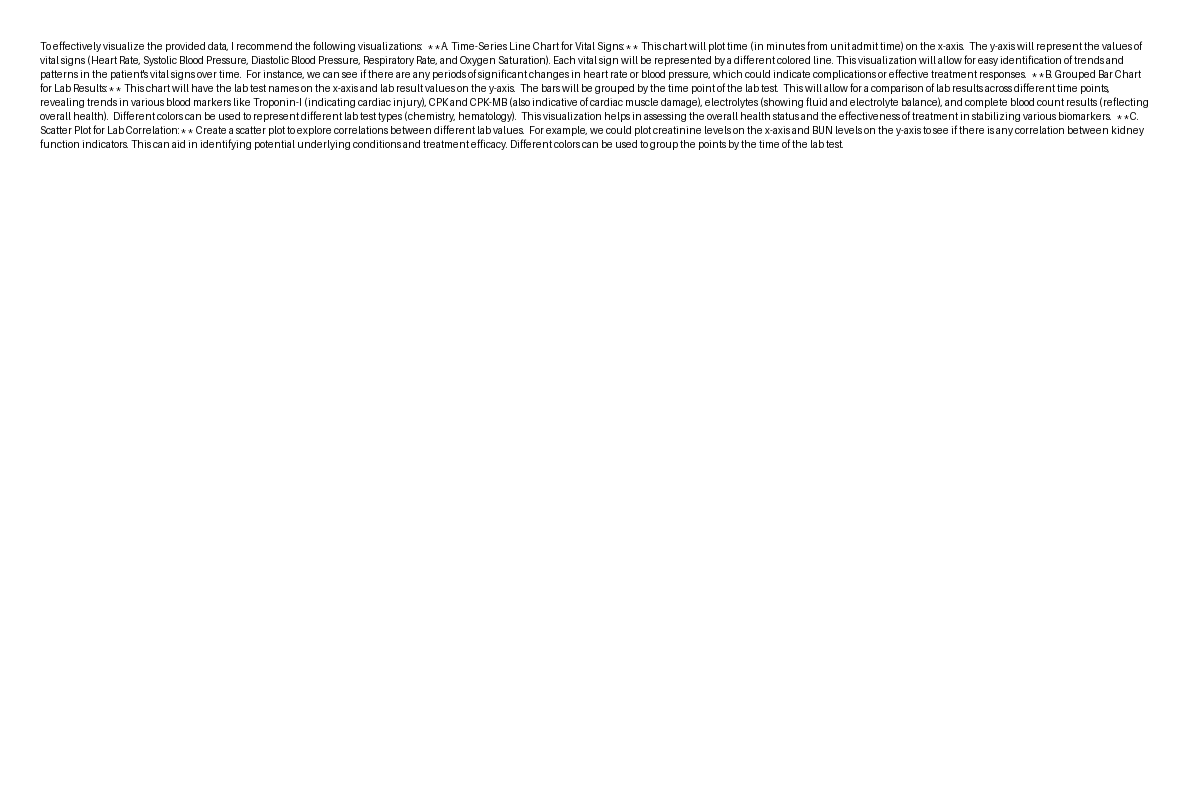 To effectively visualize the provided data, I recommend the following visualizations:  **A. Time-Series Line Chart for Vital Signs:** This chart will plot time (in minutes from unit admit time) on the x-axis.  The y-axis will represent the values of
vital signs (Heart Rate, Systolic Blood Pressure, Diastolic Blood Pressure, Respiratory Rate, and Oxygen Saturation). Each vital sign will be represented by a different colored line. This visualization will allow for easy identification of trends and
patterns in the patient's vital signs over time.  For instance, we can see if there are any periods of significant changes in heart rate or blood pressure, which could indicate complications or effective treatment responses.  **B. Grouped Bar Chart
for Lab Results:** This chart will have the lab test names on the x-axis and lab result values on the y-axis.  The bars will be grouped by the time point of the lab test.  This will allow for a comparison of lab results across different time points,
revealing trends in various blood markers like Troponin-I (indicating cardiac injury), CPK and CPK-MB (also indicative of cardiac muscle damage), electrolytes (showing fluid and electrolyte balance), and complete blood count results (reflecting
overall health).  Different colors can be used to represent different lab test types (chemistry, hematology).  This visualization helps in assessing the overall health status and the effectiveness of treatment in stabilizing various biomarkers.  **C.
Scatter Plot for Lab Correlation:** Create a scatter plot to explore correlations between different lab values.  For example, we could plot creatinine levels on the x-axis and BUN levels on the y-axis to see if there is any correlation between kidney
function indicators. This can aid in identifying potential underlying conditions and treatment efficacy. Different colors can be used to group the points by the time of the lab test.